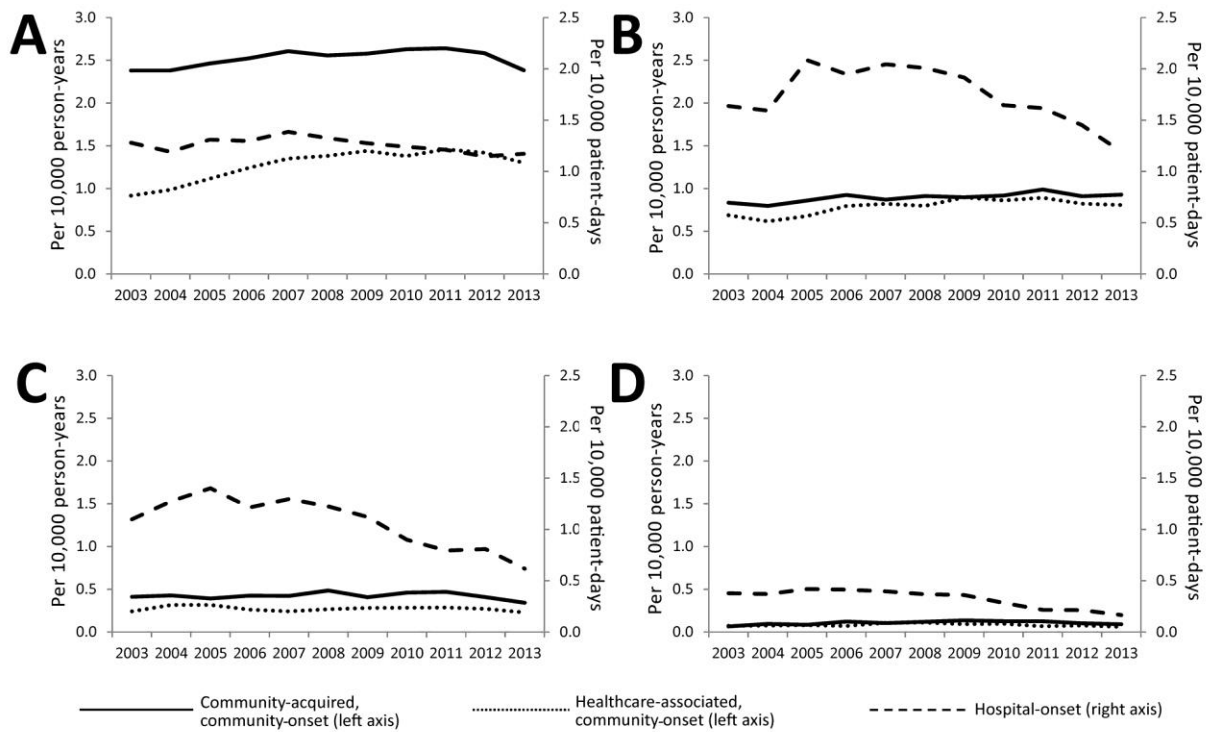 A
Per 10,000 person-years
3.0
2.5
2.0
1.5
1.0
0.5
0.0
2.5
2.0
1.5
1.0
0.5
0.0
Per 10,000 patient-days
2003 2004 2005 2006 2007 2008 2009 2010 2011 2012 2013
B
Per 10,000 person-years
3.0
2.5
2.0
1.5
1.0
0.5
0.0
2.5
2.0
1.5
1.0
0.5
0.0
Per 10,000 patient-days
2003 2004 2005 2006 2007 2008 2009 2010 2011 2012 2013
C
Per 10,000 person-years
3.0
2.5
2.0
1.5
1.0
0.5
0.0
2.5
2.0
1.5
1.0
0.5
0.0
Per 10,000 patient-days
2003 2004 2005 2006 2007 2008 2009 2010 2011 2012 2013
D
Per 10,000 person-years
3.0
2.5
2.0
1.5
1.0
0.5
0.0
2.5
2.0
1.5
1.0
0.5
0.0
Per 10,000 patient-days
2003 2004 2005 2006 2007 2008 2009 2010 2011 2012 2013
Community-acquired,
community-onset (left axis)
Healthcare-associated,
community-onset (left axis)
Hospital-onset (right axis)